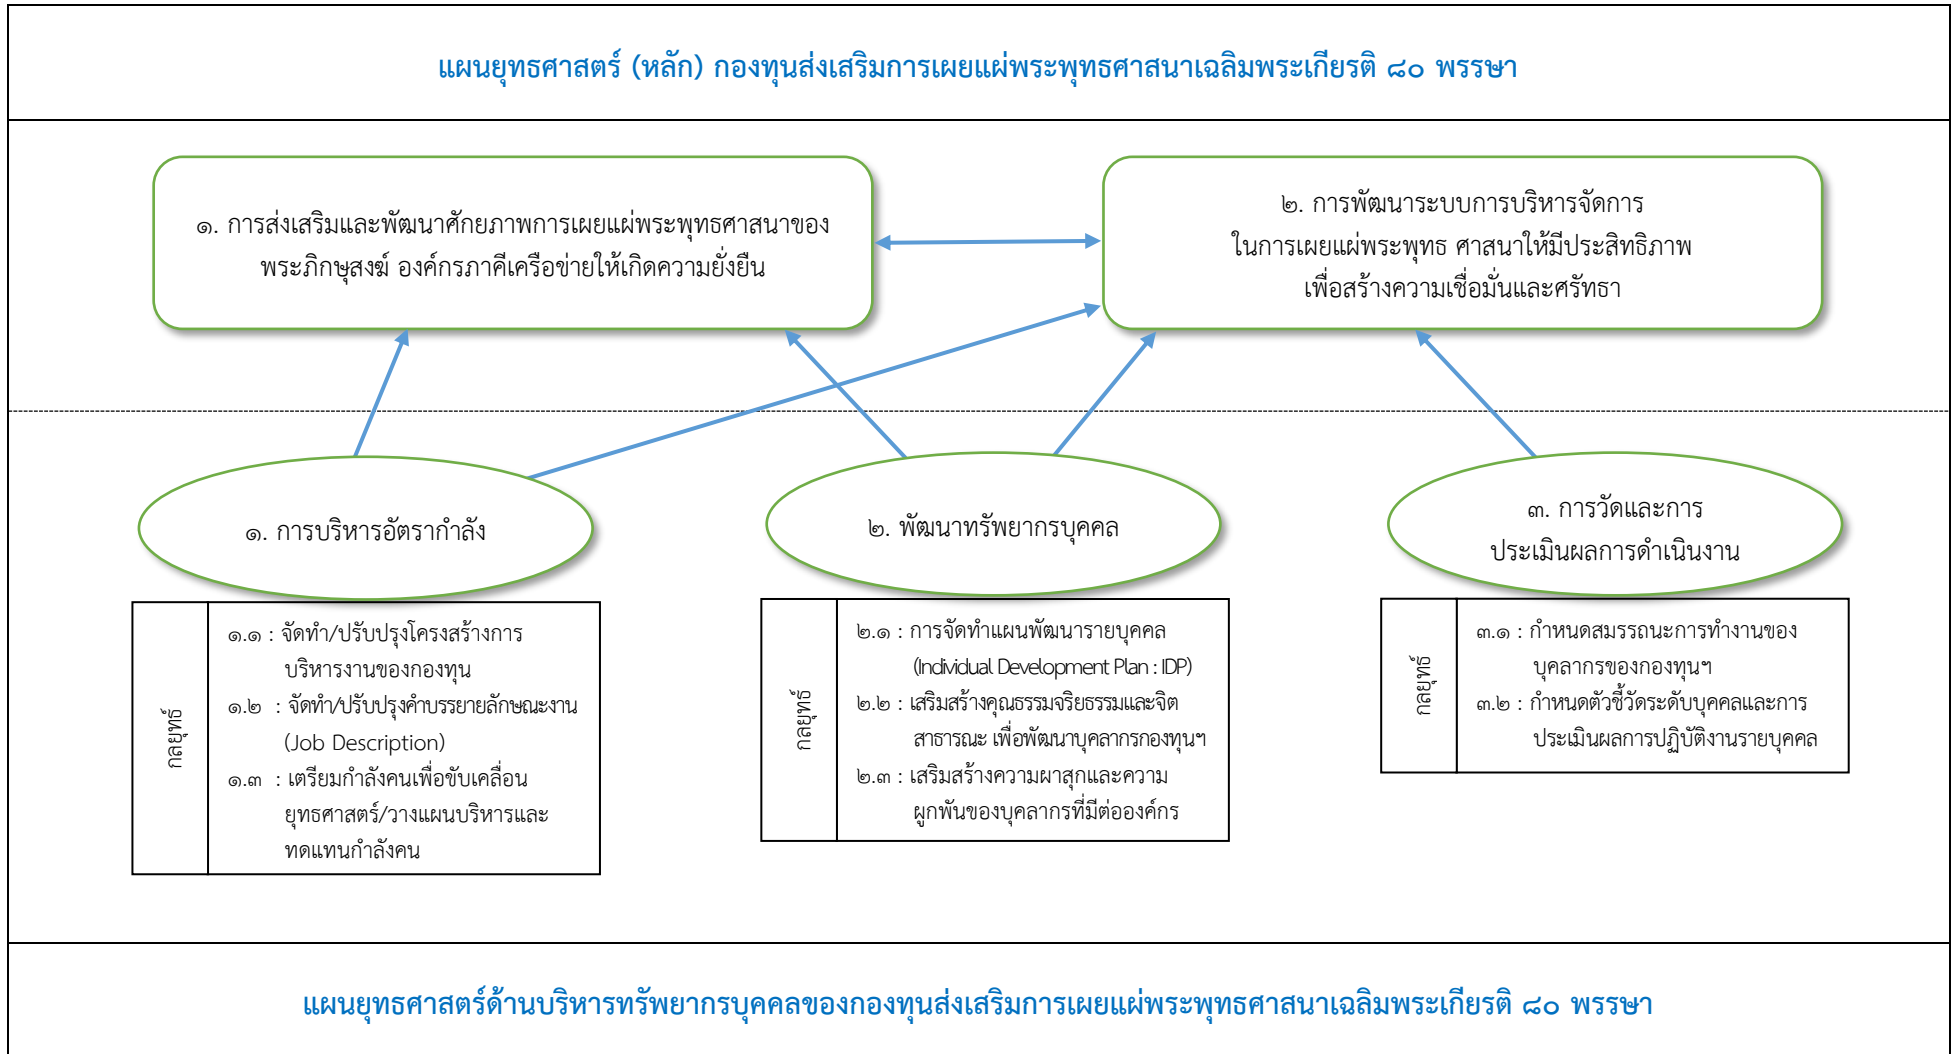 แผนยุทธศาสตร์ (หลัก) กองทุนส่งเสริมการเผยแผ่พระพุทธศาสนาเฉลิมพระเกียรติ ๘๐ พรรษา
๑. การส่งเสริมและพัฒนาศักยภาพการเผยแผ่พระพุทธศาสนาของ
พระภิกษุสงฆ์ องค์กรภาคีเครือข่ายให้เกิดความยั่งยืน
๒. การพัฒนาระบบการบริหารจัดการ
ในการเผยแผ่พระพุทธ ศาสนาให้มีประสิทธิภาพ
เพื่อสร้างความเชื่อมั่นและศรัทธา
๑. การบริหารอัตรากำลัง
๒. พัฒนาทรัพยากรบุคคล
๓. การวัดและการ
ประเมินผลการดำเนินงาน
กลยุทธ์
๑.๑ : จัดทำ/ปรับปรุงโครงสร้างการ
บริหารงานของกองทุน
๑.๒ : จัดทำ/ปรับปรุงคำบรรยายลักษณะงาน
(Job Description)
๑.๓ : เตรียมกำลังคนเพื่อขับเคลื่อน
ยุทธศาสตร์/วางแผนบริหารและ
ทดแทนกำลังคน
กลยุทธ์
๒.๑ : การจัดทำแผนพัฒนารายบุคคล
(Individual Development Plan : IDP)
๒.๒ : เสริมสร้างคุณธรรมจริยธรรมและจิต
สาธารณะ เพื่อพัฒนาบุคลากรกองทุนฯ
๒.๓ : เสริมสร้างความผาสุกและความ
ผูกพันของบุคลากรที่มีต่อองค์กร
กลยุทธ์
๓.๑ : กำหนดสมรรถนะการทำงานของ
บุคลากรของกองทุนฯ
๓.๒ : กำหนดตัวชี้วัดระดับบุคคลและการ
ประเมินผลการปฏิบัติงานรายบุคคล
แผนยุทธศาสตร์ด้านบริหารทรัพยากรบุคคลของกองทุนส่งเสริมการเผยแผ่พระพุทธศาสนาเฉลิมพระเกียรติ ๘๐ พรรษา